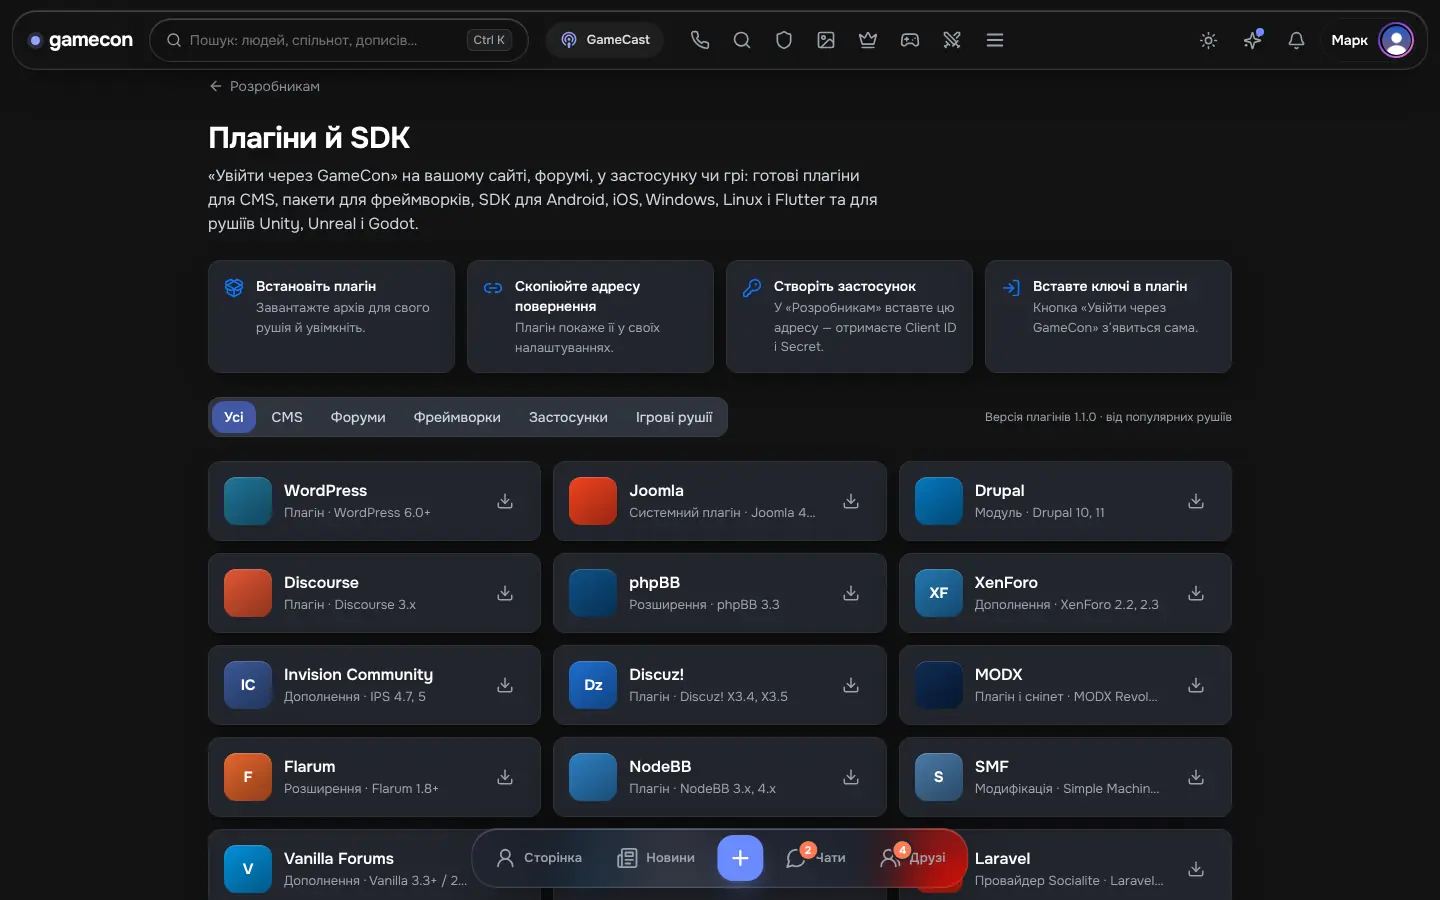 gamecon
Пошук: людей, спільнот, дописів...
Ctrl K
GameCast
Марк
Розробникам
Плагіни й SDK
«Увійти через GameCon» на вашому сайті, форумі, у застосунку чи грі: готові плагіни
для CMS, пакети для фреймворків, SDK для Android, iOS, Windows, Linux і Flutter та для
рушіїв Unity, Unreal і Godot.
Встановіть плагін
Завантажте архів для свого
рушія й увімкніть.
Скопіюйте адресу
повернення
Плагін покаже її у своїх
налаштуваннях.
Створіть застосунок
У «Розробникам» вставте цю
адресу — отримаєте Client ID
і Secret.
Вставте ключі в плагін
Кнопка «Увійти через
GameCon» з’явиться сама.
Усі
CMS
Форуми
Фреймворки
Застосунки
Ігрові рушії
Версія плагінів 1.1.0 · від популярних рушіїв
WordPress
Плагін · WordPress 6.0+
Joomla
Системний плагін · Joomla 4...
Drupal
Модуль · Drupal 10, 11
Discourse
Плагін · Discourse 3.x
phpBB
Розширення · phpBB 3.3
XF
XenForo
Дополнення · XenForo 2.2, 2.3
IC
Invision Community
Дополнення · IPS 4.7, 5
Dz
Discuz!
Плагін · Discuz! X3.4, X3.5
MODX
Плагін і сніпет · MODX Revol...
F
Flarum
Розширення · Flarum 1.8+
NodeBB
Плагін · NodeBB 3.x, 4.x
S
SMF
Модифікація · Simple Machin...
V
Vanilla Forums
Дополнення · Vanilla 3.3+ / 2...
Laravel
Провайдер Socialite · Laravel...
Сторінка
Новини
2
Чати
4
Друзі